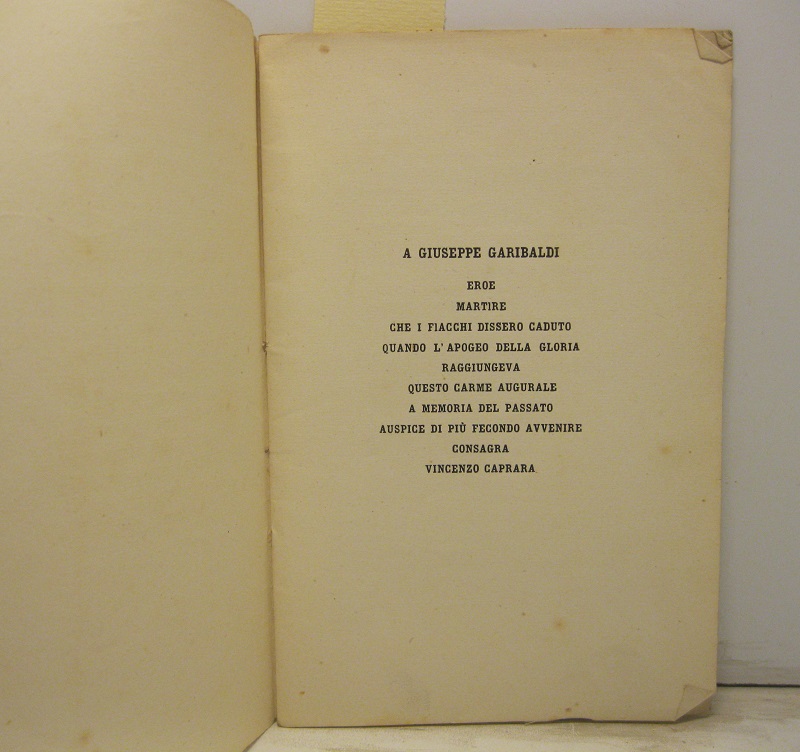 A GIUSEPPE GARIBALDI
EROE
MARTIRE
CHE I FIACCHI DISSERO CADUTO
QUANDO L'APOGEO DELLA GLORIA
RAGGIUNGEVA
QUESTO CARME AUGURALE
A MEMORIA DEL PASSATO
AUSPICE DI PIÙ FECONDO AVVENIRE
CONSAGRA
VINCENZO CAPRARA